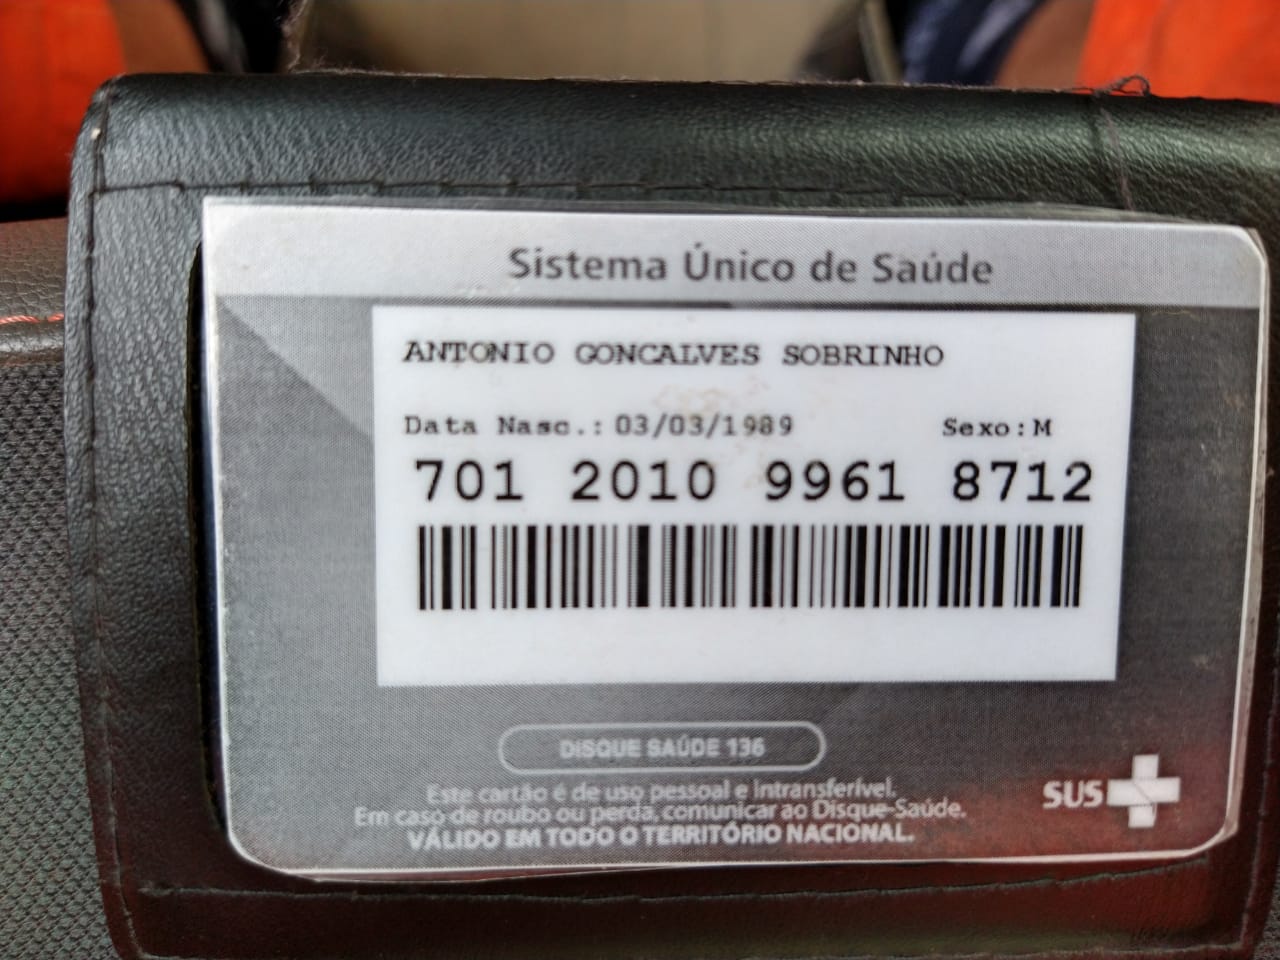 Sistema Único de Saúde
ANTONIO GONCALVES SOBRINHO
Data Nasc.: 03/03/1989 Sexo: M
701 2010 9961 8712
DISQUE SAÚDE 136
Este cartão é de uso pessoal e intransferível.
Em caso de roubo ou perda, comunicar ao Disque-Saúde.
VÁLIDO EM TODO O TERRITÓRIO NACIONAL.
SUS